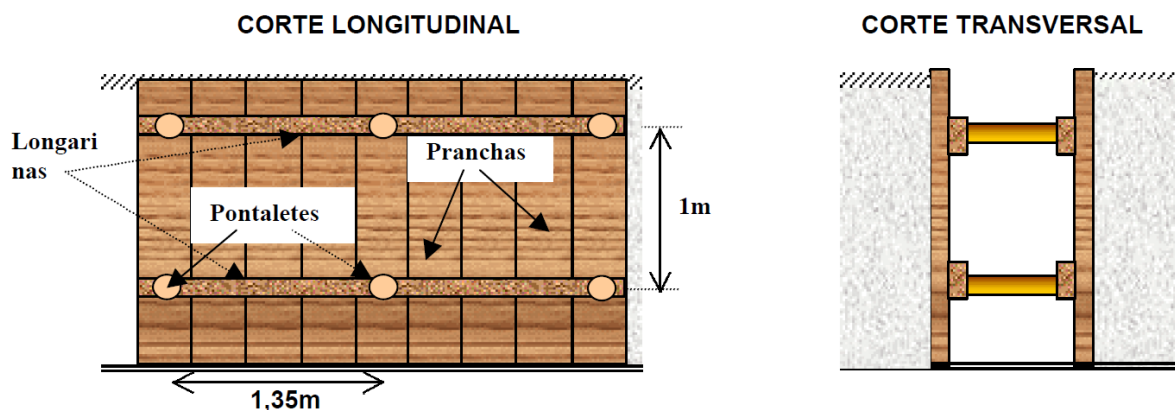 CORTE LONGITUDINAL
CORTE TRANSVERSAL
Longari
nas
Pranchas
Pontaletes
1m
1,35m